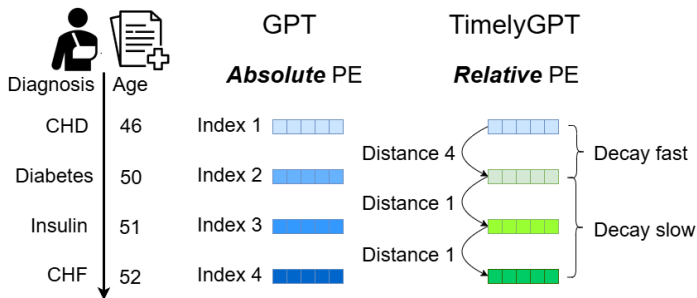 GPT TimelyGPT
Diagnosis Age Absolute PE Relative PE
CHD 46 Index 1
Distance 4 Decay fast
Diabetes 50 Index 2
Distance 1
Insulin 51 Index 3 Decay slow
Distance 1
CHF 52 Index 4